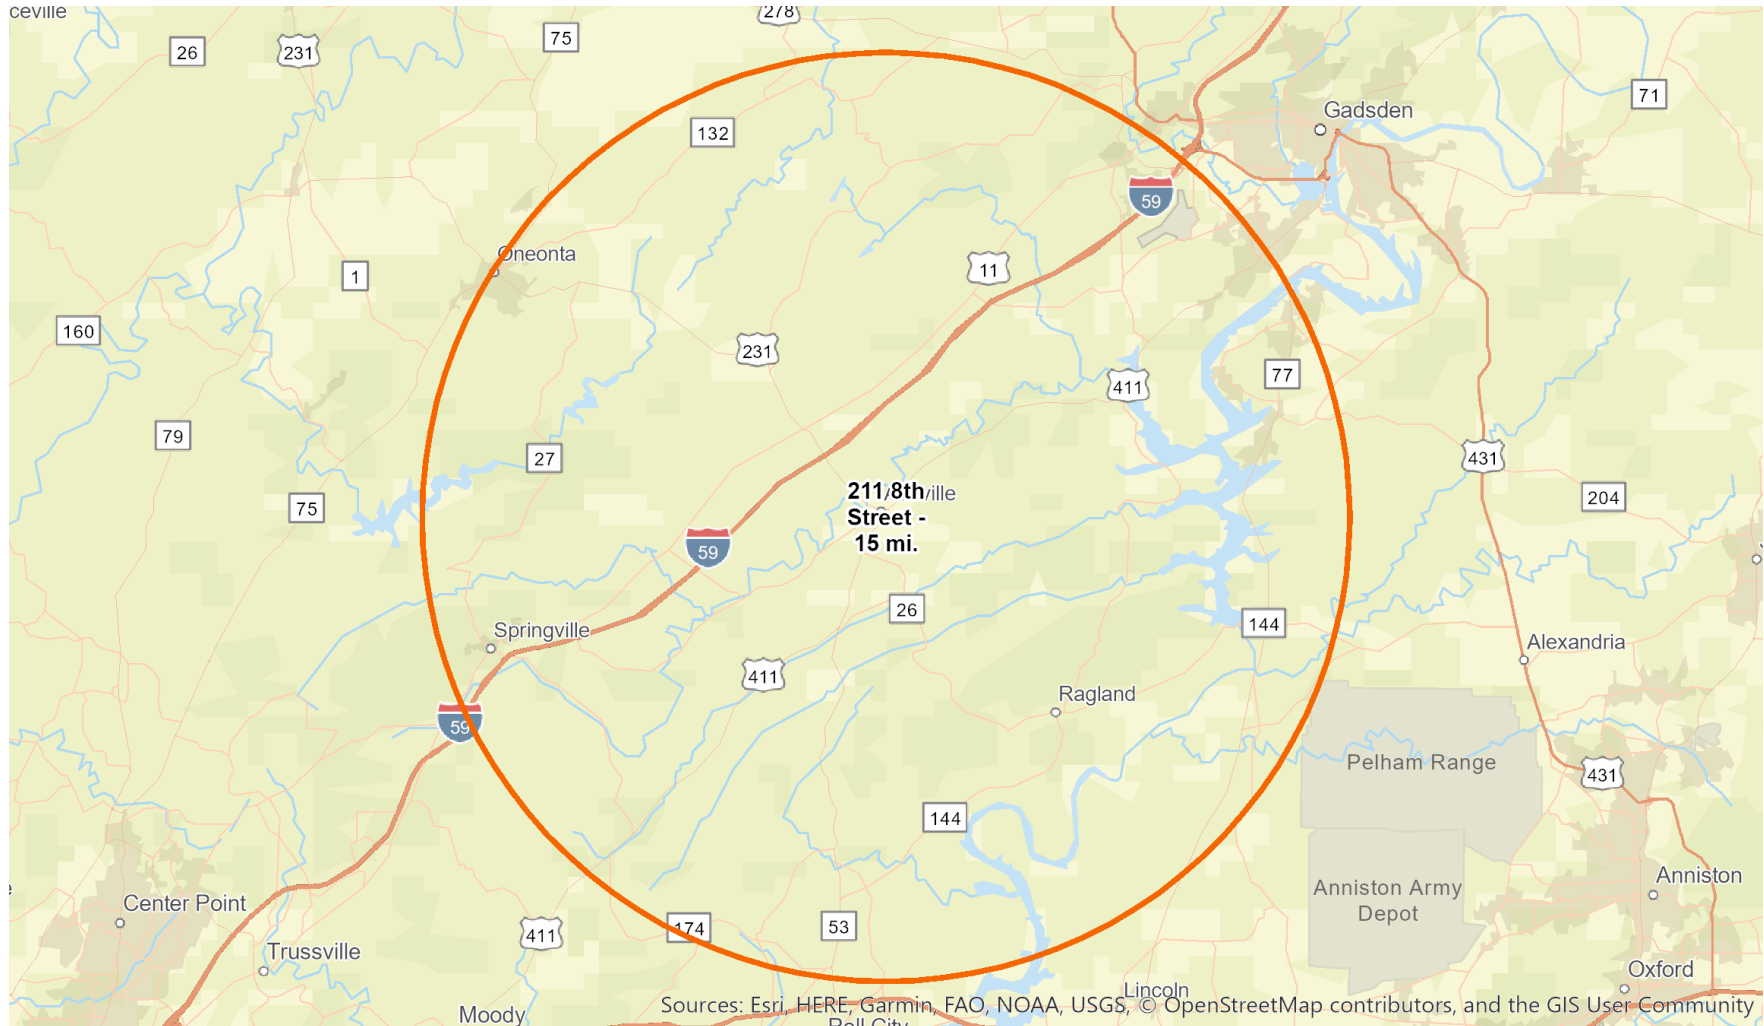 ceville
278
75
26
231
71
Gadsden
132
59
Oneonta
11
1
160
231
77
411
79
27
431
204
75
211 8th
ville
Street -
15 mi.
59
26
144
Springville
Alexandria
411
Ragland
59
Pelham Range
431
144
Anniston
Anniston Army
Depot
Center Point
174
53
411
Trussville
Oxford
Lincoln
Moody
Sources: Esri, HERE, Garmin, FAO, NOAA, USGS, © OpenStreetMap contributors, and the GIS User Community
Pell City